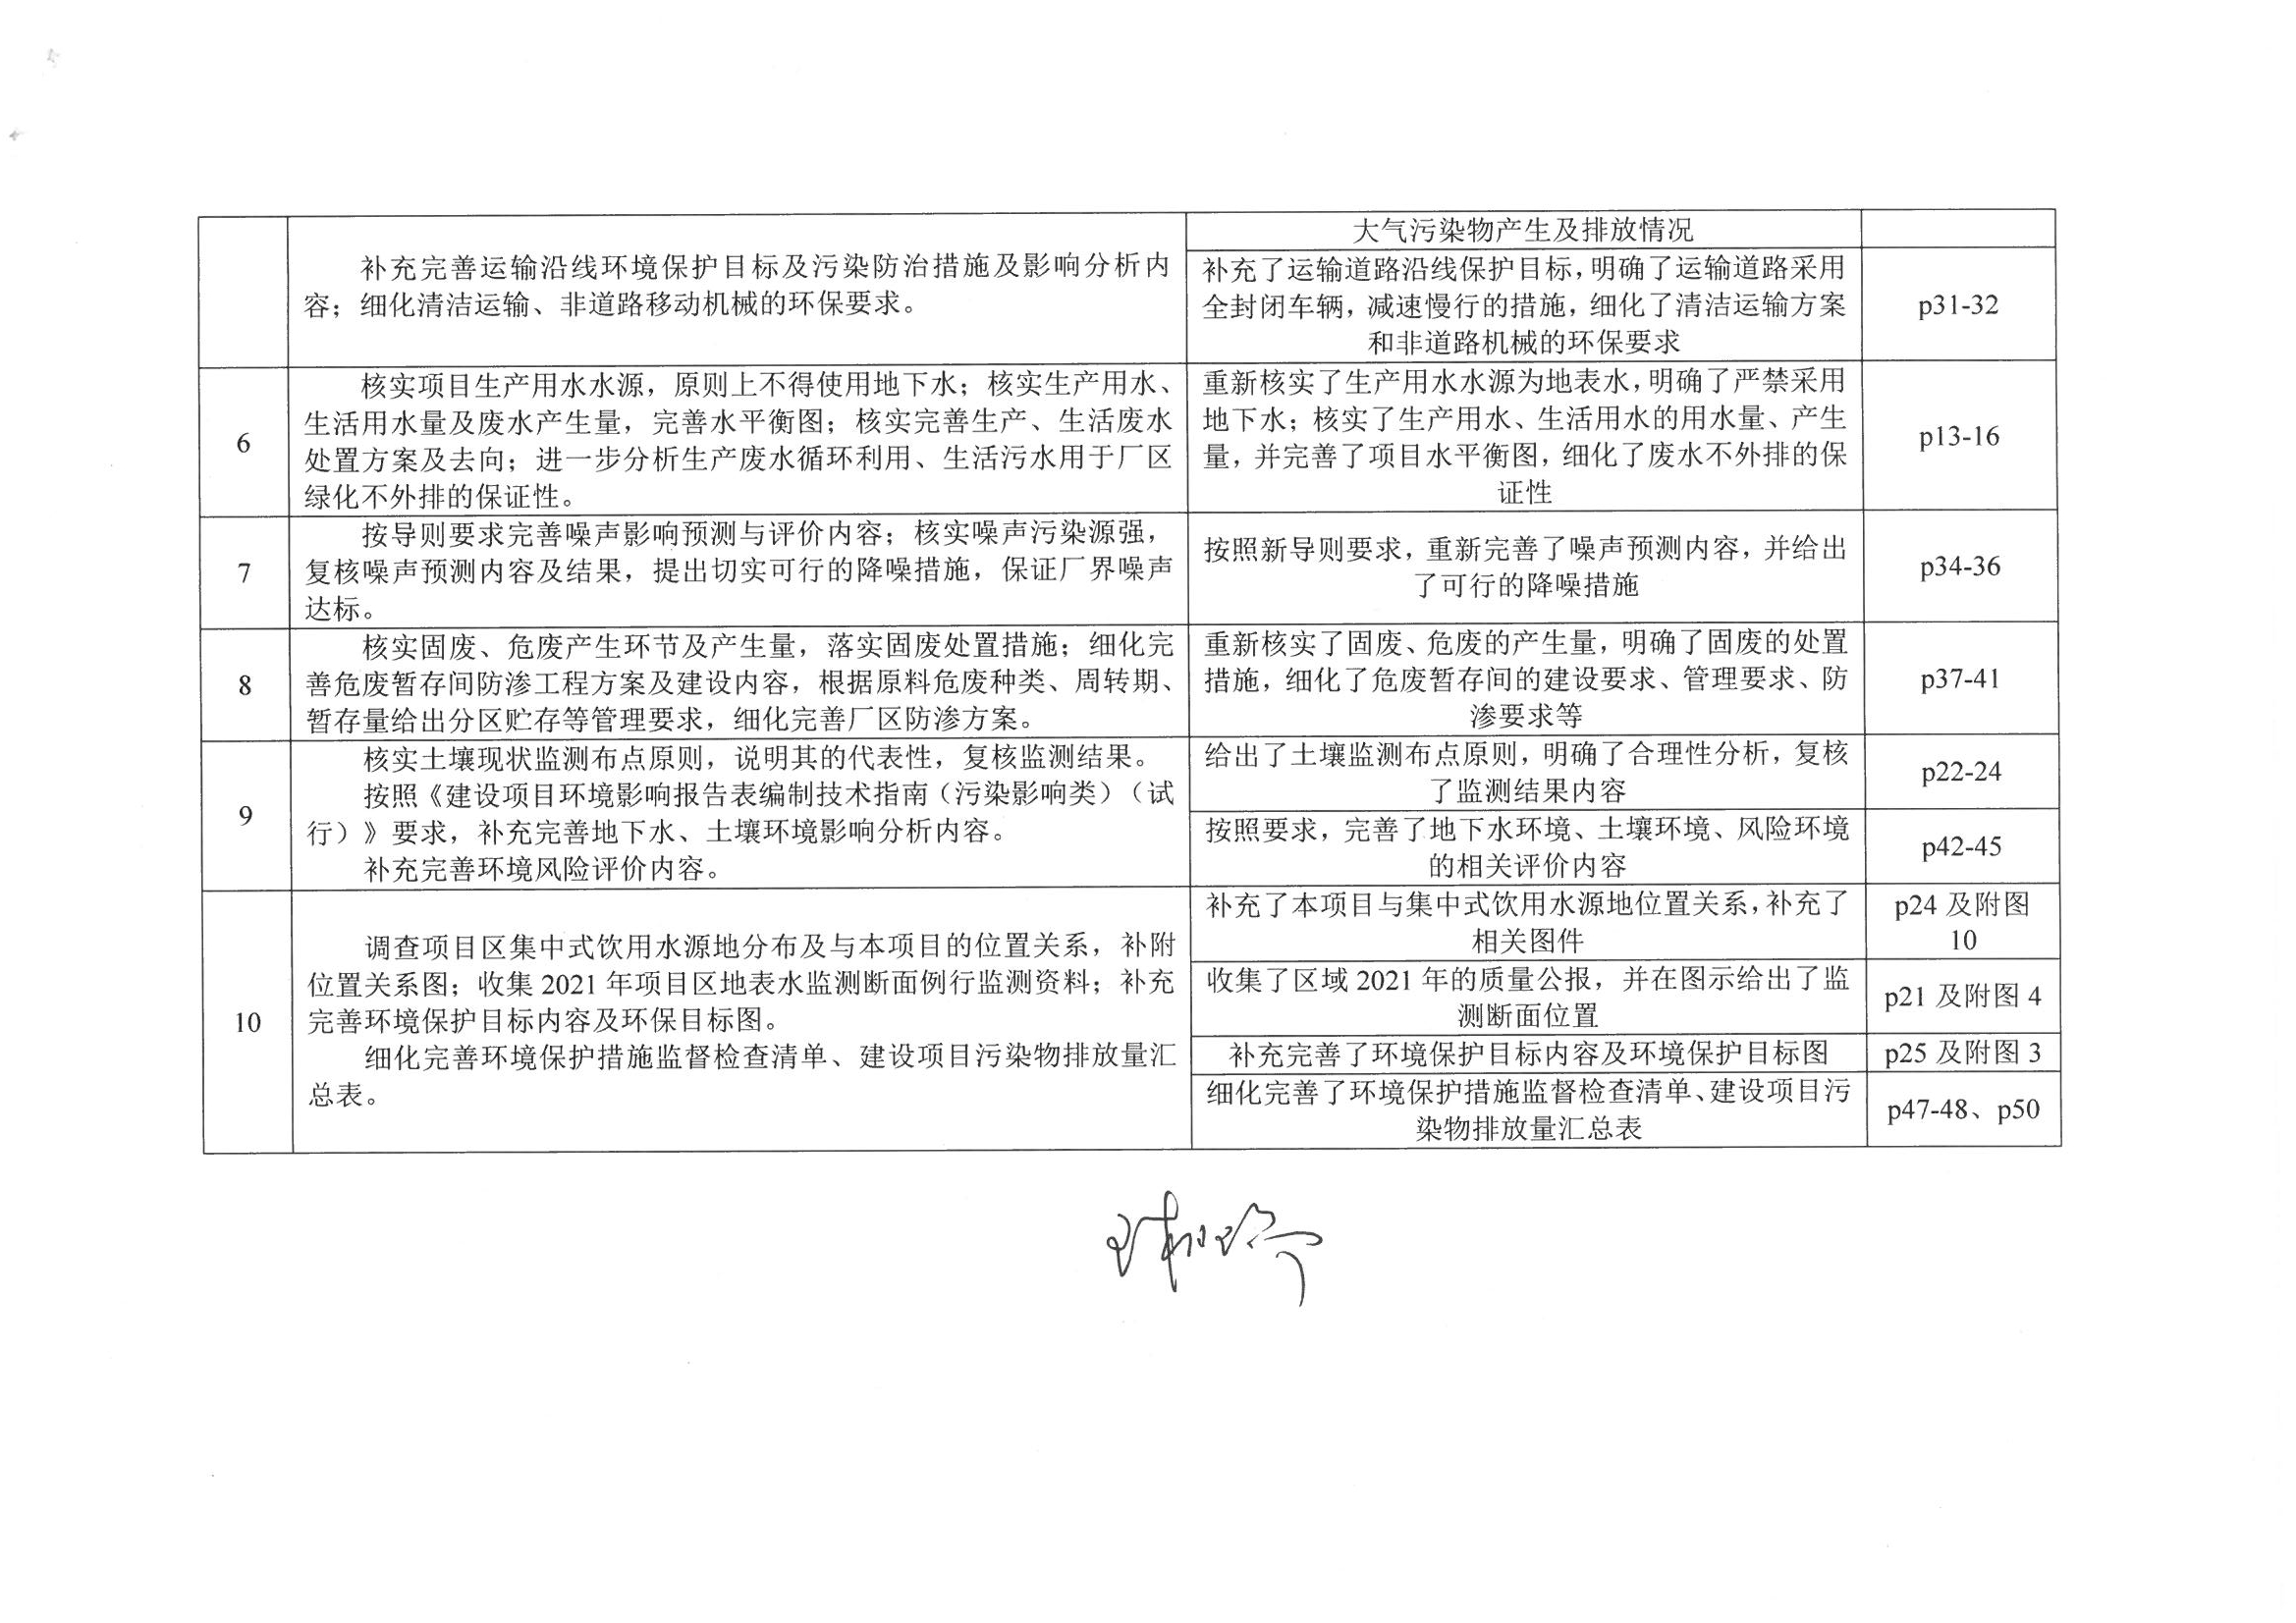 大气污染物产生及排放情况
补充完善运输沿线环境保护目标及污染防治措施及影响分析内
容；细化清洁运输、非道路移动机械的环保要求。
补充了运输道路沿线保护目标，明确了运输道路采用
全封闭车辆，减速慢行的措施，细化了清洁运输方案
和非道路机械的环保要求
p31-32
6
核实项目生产用水水源，原则上不得使用地下水；核实生产用水、
生活用水量及废水产生量，完善水平衡图；核实完善生产、生活废水
处置方案及去向；进一步分析生产废水循环利用、生活污水用于厂区
绿化不外排的保证性。
重新核实了生产用水水源为地表水，明确了严禁采用
地下水；核实了生产用水、生活用水的用水量、产生
量，并完善了项目水平衡图，细化了废水不外排的保
证性
p13-16
7
按导则要求完善噪声影响预测与评价内容；核实噪声污染源强，
复核噪声预测内容及结果，提出切实可行的降噪措施，保证厂界噪声
达标。
按照新导则要求，重新完善了噪声预测内容，并给出
了可行的降噪措施
p34-36
8
核实固废、危废产生环节及产生量，落实固废处置措施；细化完
善危废暂存间防渗工程方案及建设内容，根据原料危废种类、周转期、
暂存量给出分区贮存等管理要求，细化完善厂区防渗方案。
重新核实了固废、危废的产生量，明确了固废的处置
措施，细化了危废暂存间的建设要求、管理要求、防
渗要求等
p37-41
9
核实土壤现状监测布点原则，说明其的代表性，复核监测结果。
按照《建设项目环境影响报告表编制技术指南（污染影响类）（试
行）》要求，补充完善地下水、土壤环境影响分析内容。
补充完善环境风险评价内容。
给出了土壤监测布点原则，明确了合理性分析，复核
了监测结果内容
p22-24
按照要求，完善了地下水环境、土壤环境、风险环境
的相关评价内容
p42-45
10
调查项目区集中式饮用水源地分布及与本项目的位置关系，补附
位置关系图；收集 2021 年项目区地表水监测断面例行监测资料；补充
完善环境保护目标内容及环保目标图。
细化完善环境保护措施监督检查清单、建设项目污染物排放量汇
总表。
补充了本项目与集中式饮用水源地位置关系，补充了
相关图件
p24 及附图
10
收集了区域 2021 年的质量公报，并在图示给出了监
测断面位置
p21 及附图 4
补充完善了环境保护目标内容及环境保护目标图
p25 及附图 3
细化完善了环境保护措施监督检查清单、建设项目污
染物排放量汇总表
p47-48、p50